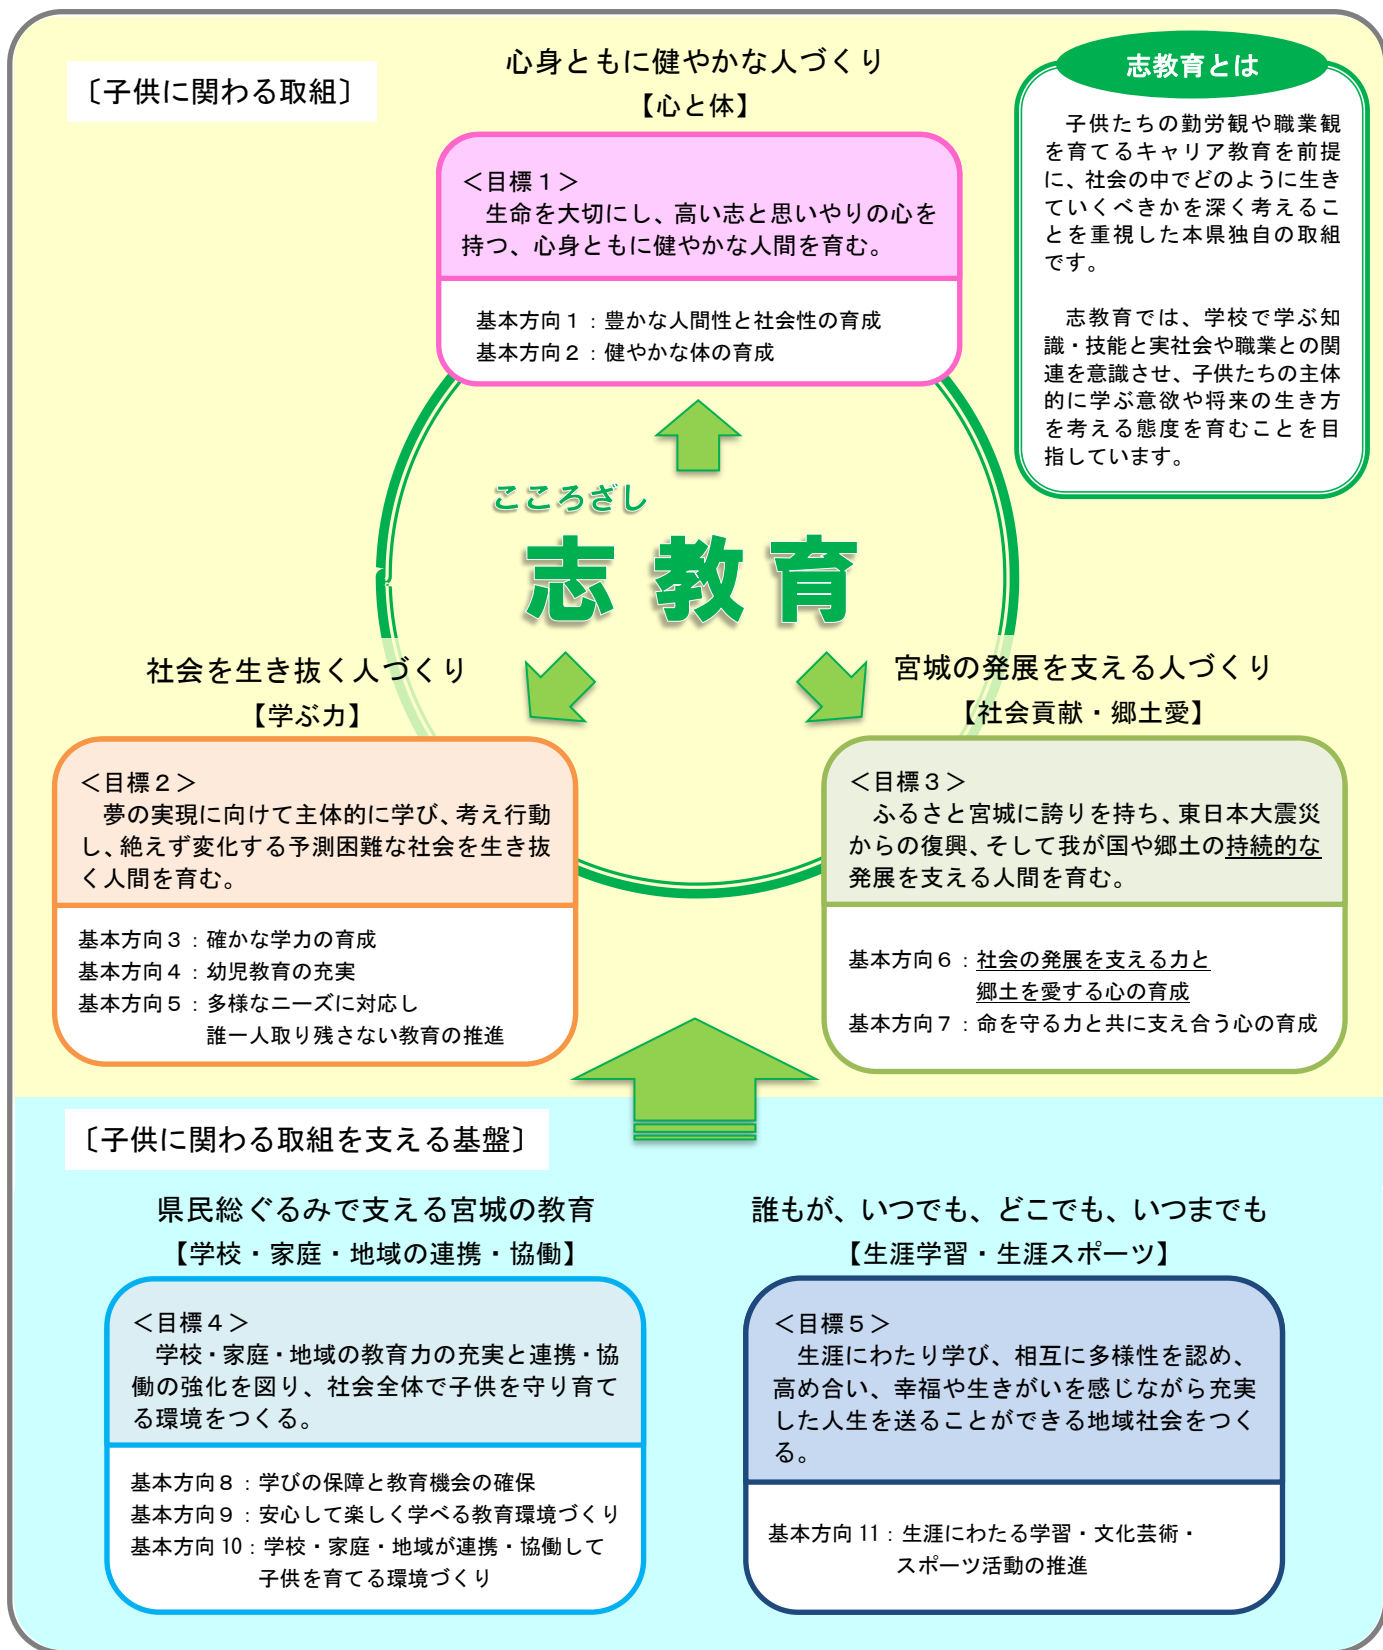 〔子供に関わる取組〕
心身ともに健やかな人づくり
【心と体】
＜目標１＞
生命を大切にし、高い志と思いやりの心を
持つ、心身ともに健やかな人間を育む。
基本方向１：豊かな人間性と社会性の育成
基本方向２：健やかな体の育成
志教育とは
子供たちの勤労観や職業観
を育てるキャリア教育を前提
に、社会の中でどのように生き
ていくべきかを深く考えるこ
とを重視した本県独自の取組
です。
志教育では、学校で学ぶ知
識・技能と実社会や職業との関
連を意識させ、子供たちの主体
的に学ぶ意欲や将来の生き方
を考える態度を育むことを目
指しています。
こころざし
志教育
社会を生き抜く人づくり
【学ぶ力】
＜目標２＞
夢の実現に向けて主体的に学び、考え行動
し、絶えず変化する予測困難な社会を生き抜
く人間を育む。
基本方向３：確かな学力の育成
基本方向４：幼児教育の充実
基本方向５：多様なニーズに対応し
誰一人取り残さない教育の推進
宮城の発展を支える人づくり
【社会貢献・郷土愛】
＜目標３＞
ふるさと宮城に誇りを持ち、東日本大震災
からの復興、そして我が国や郷土の持続的な
発展を支える人間を育む。
基本方向６：社会の発展を支える力と
郷土を愛する心の育成
基本方向７：命を守る力と共に支え合う心の育成
〔子供に関わる取組を支える基盤〕
県民総ぐるみで支える宮城の教育
【学校・家庭・地域の連携・協働】
＜目標４＞
学校・家庭・地域の教育力の充実と連携・協
働の強化を図り、社会全体で子供を守り育て
る環境をつくる。
基本方向８：学びの保障と教育機会の確保
基本方向９：安心して楽しく学べる教育環境づくり
基本方向10：学校・家庭・地域が連携・協働して
子供を育てる環境づくり
誰もが、いつでも、どこでも、いつまでも
【生涯学習・生涯スポーツ】
＜目標５＞
生涯にわたり学び、相互に多様性を認め、
高め合い、幸福や生きがいを感じながら充実
した人生を送ることができる地域社会をつく
る。
基本方向11：生涯にわたる学習・文化芸術・
スポーツ活動の推進